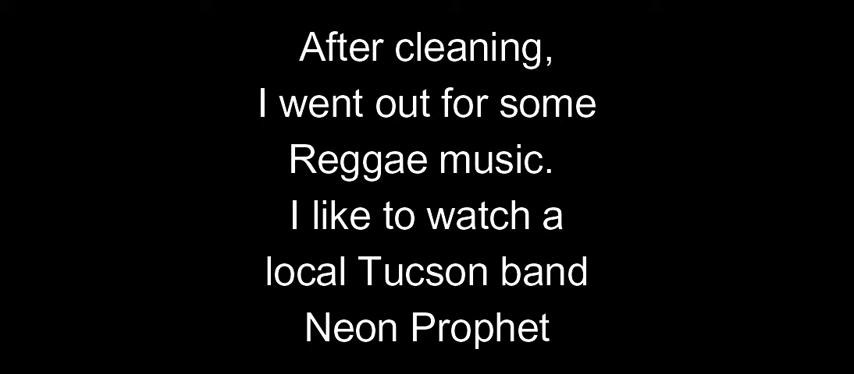 After cleaning,
I went out for some
Reggae music.
I like to watch a
local Tucson band
Neon Prophet